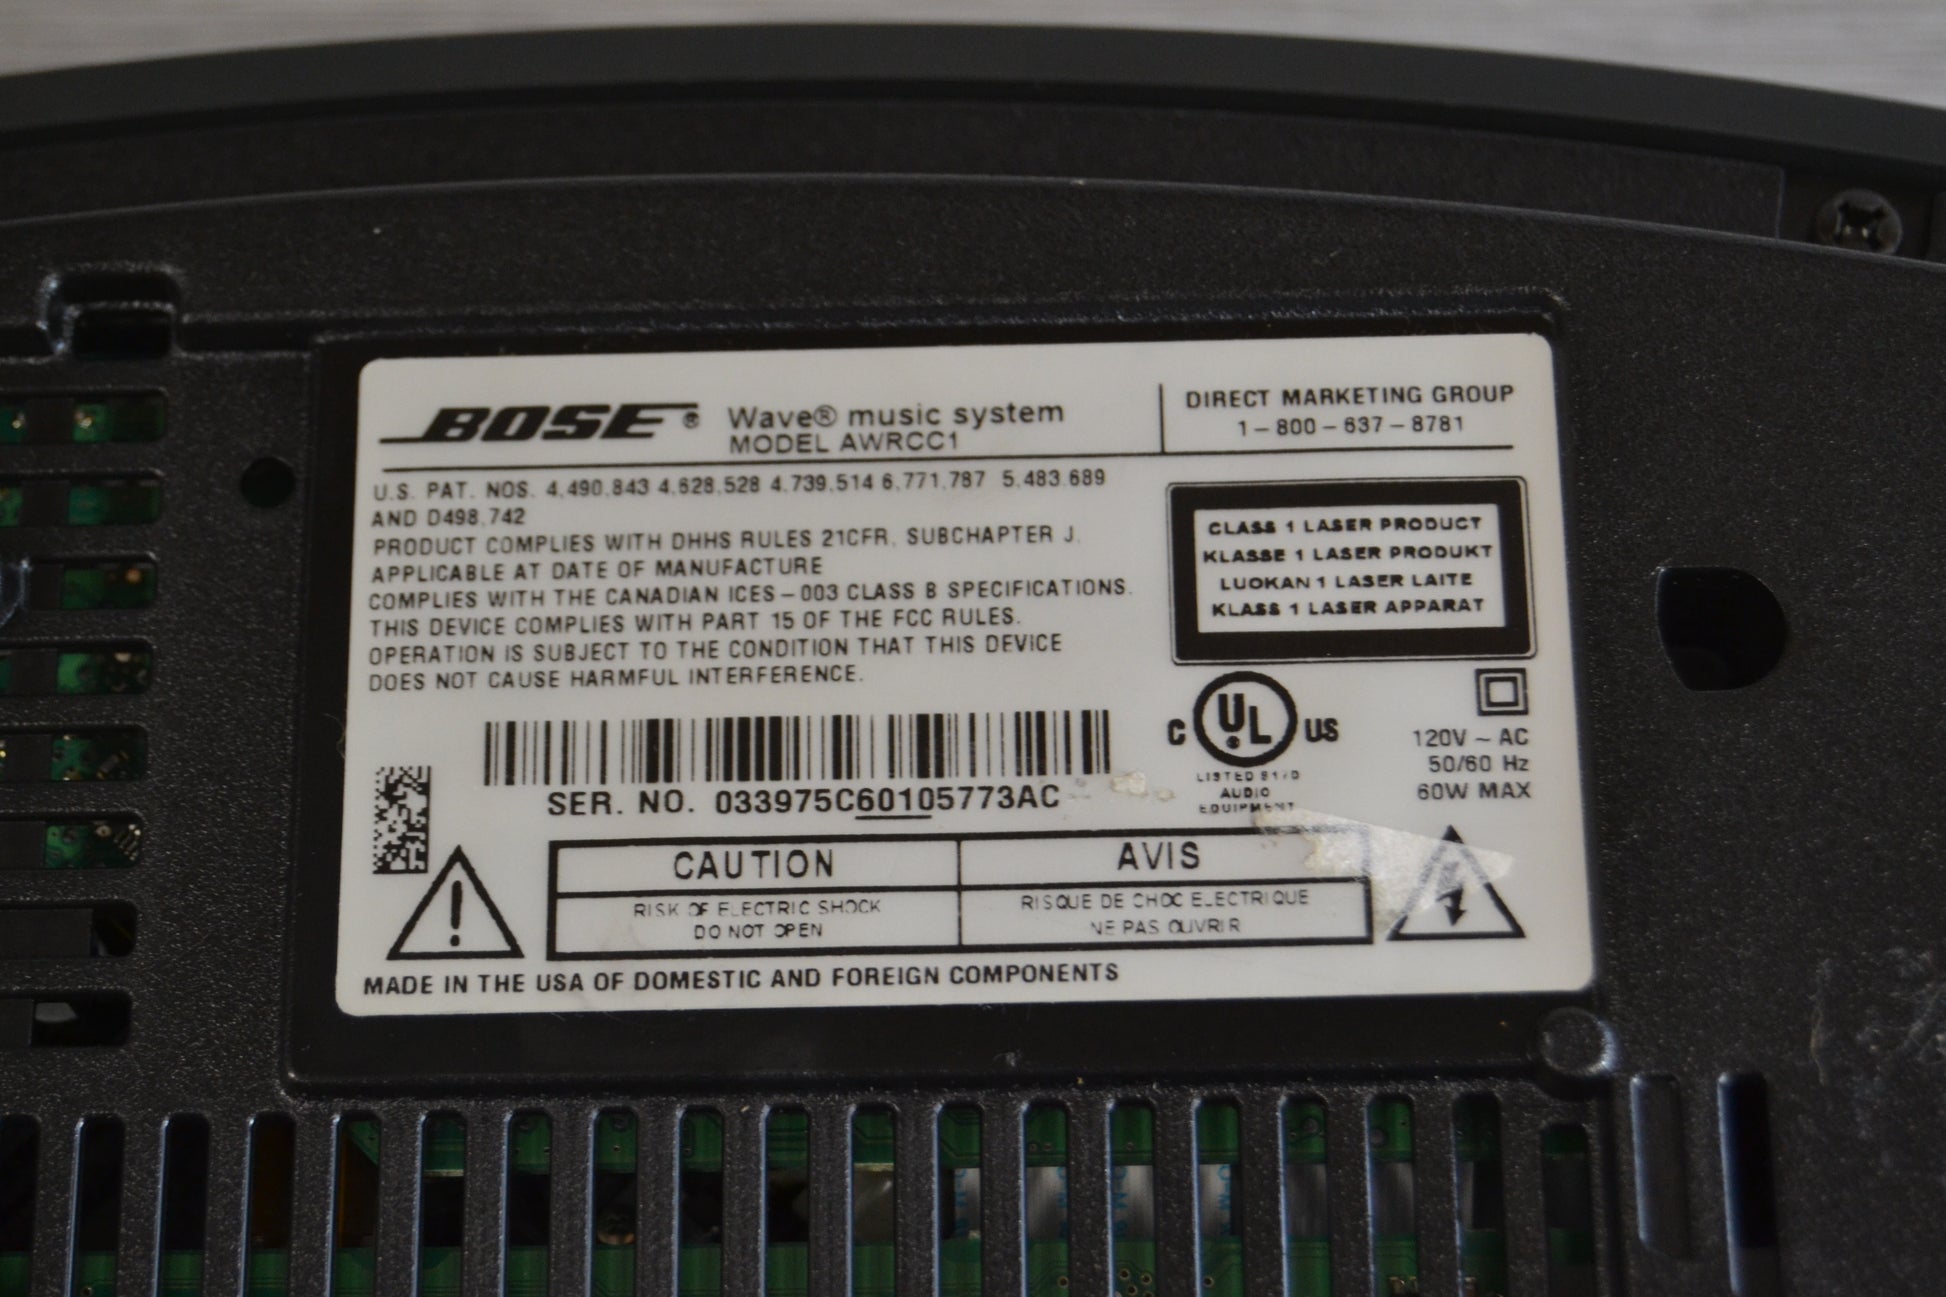 BOSE® Wave® music system
MODEL AWRCC1
DIRECT MARKETING GROUP
1-800-637-8781
U.S. PAT. NOS. 4,490,843 4,628,528 4,739,514 6,771,787 5,483,689
AND D498,742
PRODUCT COMPLIES WITH DHHS RULES 21CFR, SUBCHAPTER J,
APPLICABLE AT DATE OF MANUFACTURE
COMPLIES WITH THE CANADIAN ICES-003 CLASS B SPECIFICATIONS.
THIS DEVICE COMPLIES WITH PART 15 OF THE FCC RULES.
OPERATION IS SUBJECT TO THE CONDITION THAT THIS DEVICE
DOES NOT CAUSE HARMFUL INTERFERENCE.
CLASS 1 LASER PRODUCT
KLASSE 1 LASER PRODUKT
LUOKAN 1 LASER LAITE
KLASS 1 LASER APPARAT
C UL US
LISTED
AUDIO
EQUIPMENT
120V ~ AC
50/60 Hz
60W MAX
SER. NO. 033975C60105773AC
CAUTION
RISK OF ELECTRIC SHOCK
DO NOT OPEN
AVIS
RISQUE DE CHOC ELECTRIQUE
NE PAS OUVRIR
MADE IN THE USA OF DOMESTIC AND FOREIGN COMPONENTS